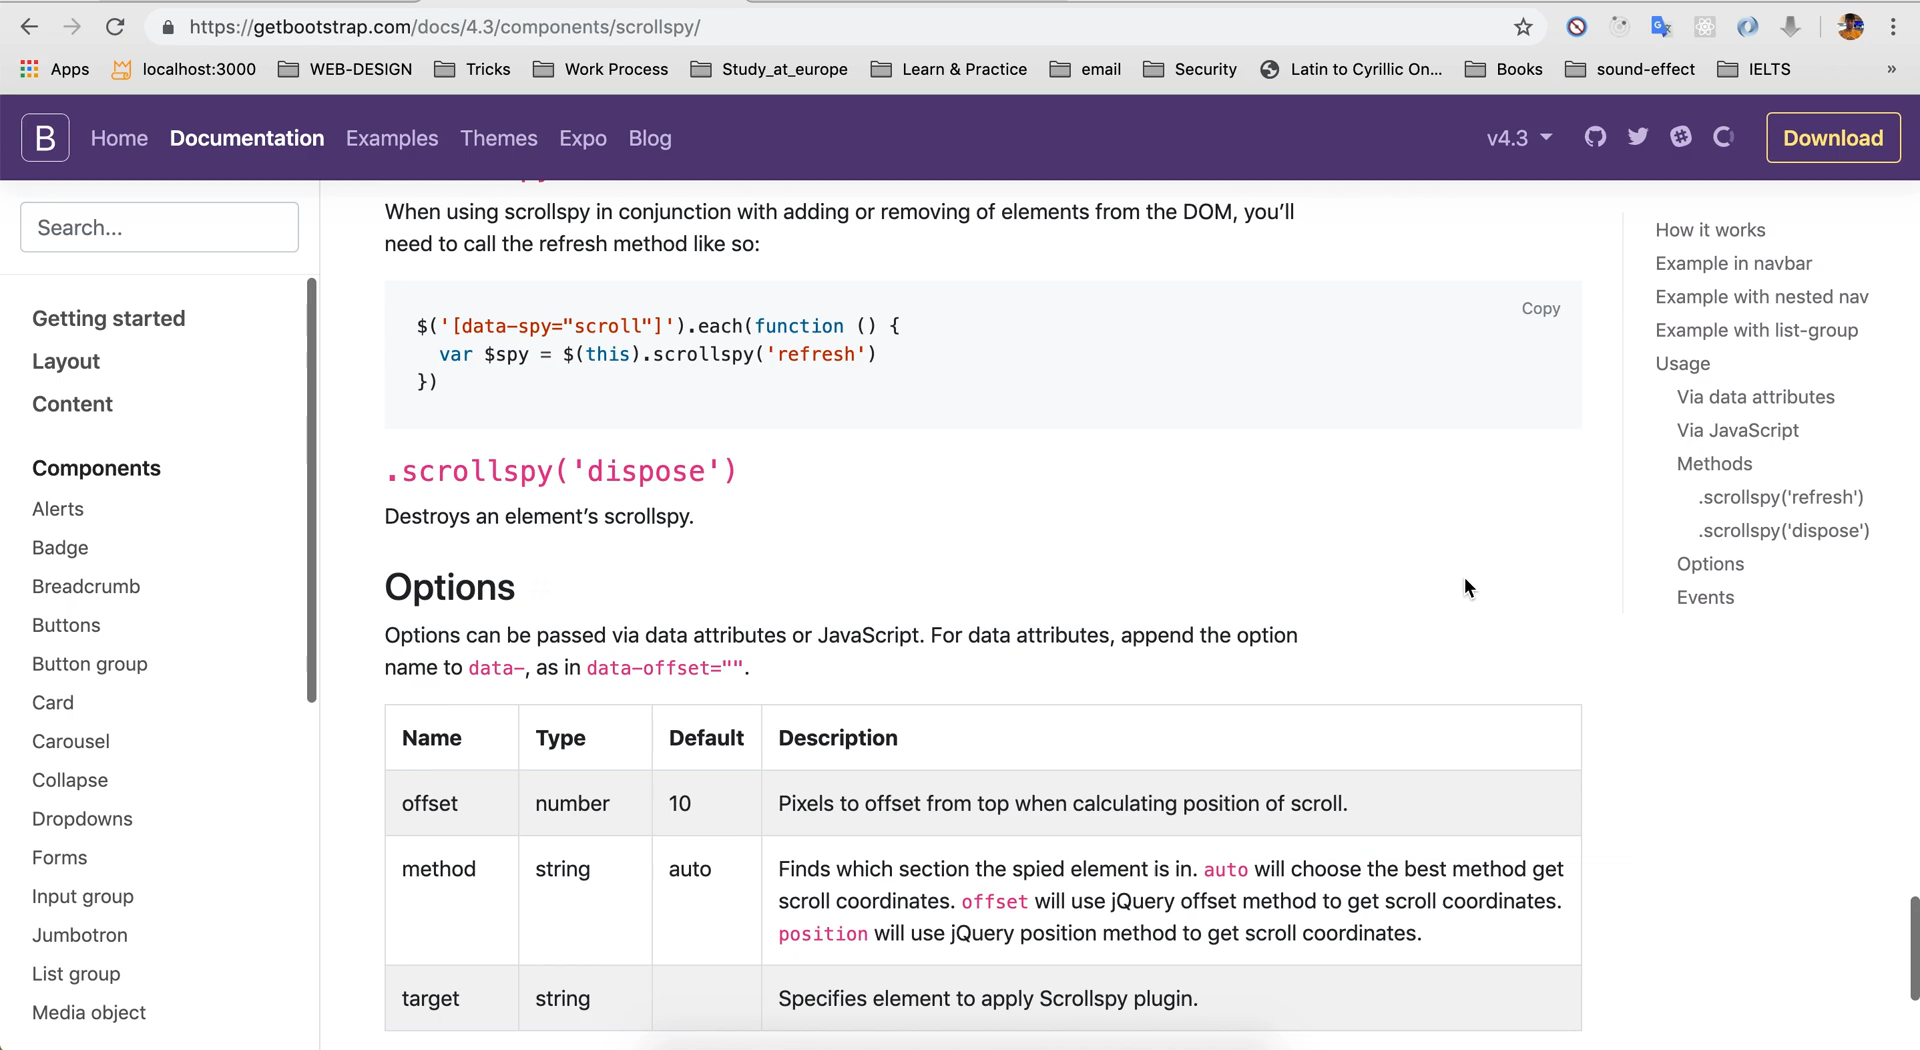 https://getbootstrap.com/docs/4.3/components/scrollspy/
Apps localhost:3000 WEB-DESIGN Tricks Work Process Study_at_europe Learn & Practice email Security Latin to Cyrillic On... Books sound-effect IELTS »
B Home Documentation Examples Themes Expo Blog v4.3 Download
Search...
Getting started
Layout
Content
Components
Alerts
Badge
Breadcrumb
Buttons
Button group
Card
Carousel
Collapse
Dropdowns
Forms
Input group
Jumbotron
List group
Media object
When using scrollspy in conjunction with adding or removing of elements from the DOM, you’ll
need to call the refresh method like so:
Copy
$('[data-spy="scroll"]').each(function () {
var $spy = $(this).scrollspy('refresh')
})
.scrollspy('dispose')
Destroys an element’s scrollspy.
Options
Options can be passed via data attributes or JavaScript. For data attributes, append the option
name to data-, as in data-offset="".
Name Type Default Description
offset number 10 Pixels to offset from top when calculating position of scroll.
method string auto Finds which section the spied element is in. auto will choose the best method get
scroll coordinates. offset will use jQuery offset method to get scroll coordinates.
position will use jQuery position method to get scroll coordinates.
target string Specifies element to apply Scrollspy plugin.
How it works
Example in navbar
Example with nested nav
Example with list-group
Usage
Via data attributes
Via JavaScript
Methods
.scrollspy('refresh')
.scrollspy('dispose')
Options
Events